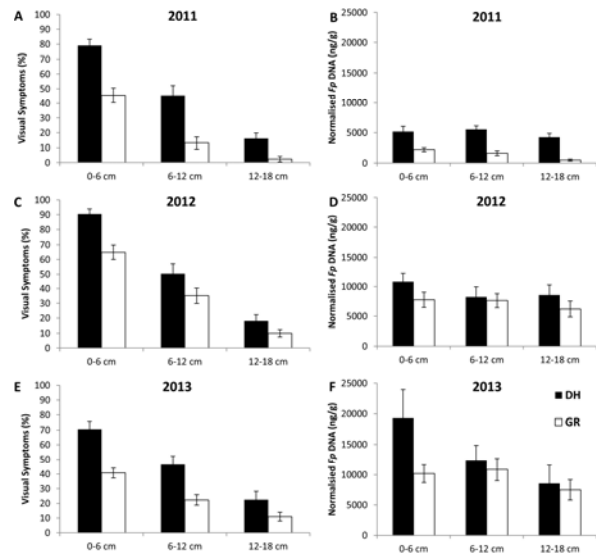 A
2011
Visual Symptoms (%)
100
90
80
70
60
50
40
30
20
10
0
0-6 cm 6-12 cm 12-18 cm
B
2011
Normalised Fp DNA (ng/g)
25000
20000
15000
10000
5000
0
0-6 cm 6-12 cm 12-18 cm
C
2012
Visual Symptoms (%)
100
90
80
70
60
50
40
30
20
10
0
0-6 cm 6-12 cm 12-18 cm
D
2012
Normalised Fp DNA (ng/g)
25000
20000
15000
10000
5000
0
0-6 cm 6-12 cm 12-18 cm
E
2013
Visual Symptoms (%)
100
90
80
70
60
50
40
30
20
10
0
0-6 cm 6-12 cm 12-18 cm
F
2013
Normalsied Fp DNA (ng/g)
25000
20000
15000
10000
5000
0
0-6 cm 6-12 cm 12-18 cm
DH
GR